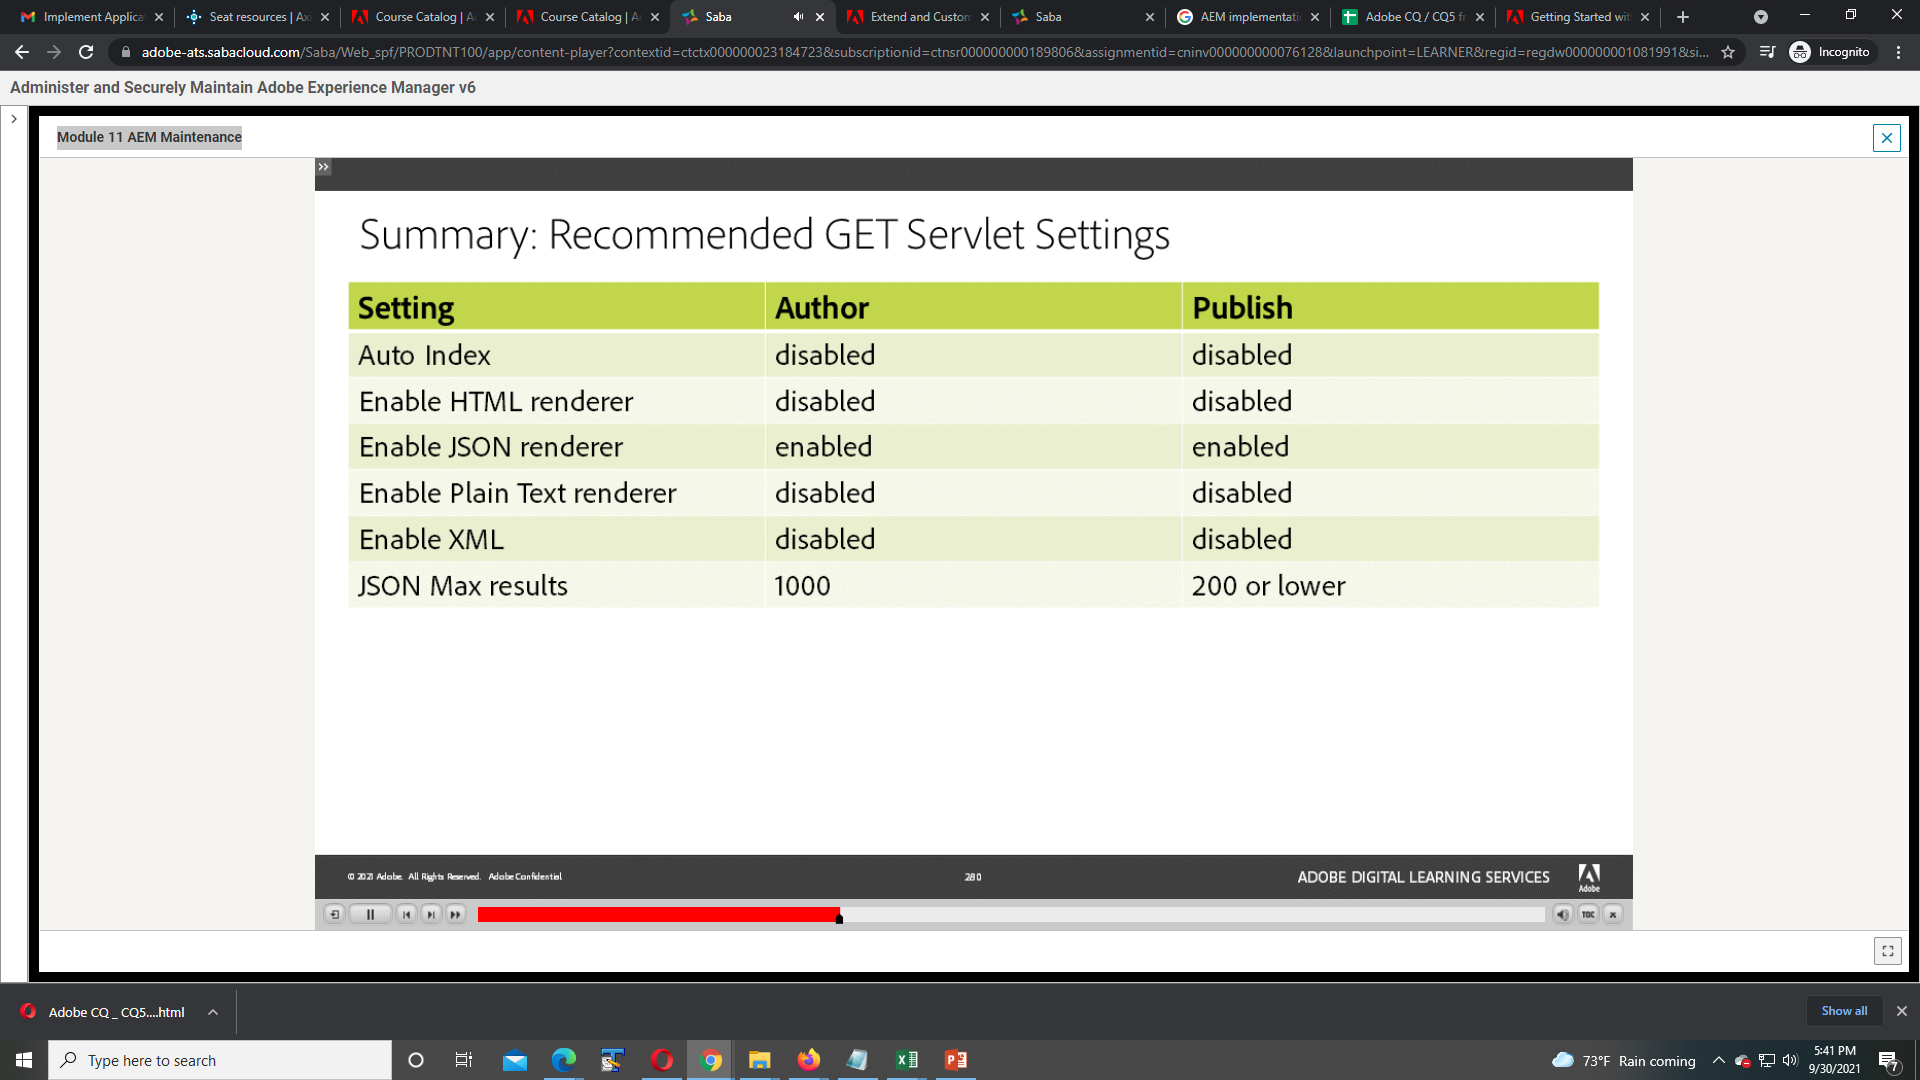 Implement Applica
Seat resources | Ax
Course Catalog | A
Course Catalog | A
Saba
Extend and Custom
Saba
AEM implementati
Adobe CQ / CQ5 f
Getting Started wit
adobe-ats.sabacloud.com/Saba/Web_spf/PRODTNT100/app/content-player?contextid=ctctx000000023184723&subscriptionid=ctnsr000000000189806&assignmentid=cninv000000000076128&launchpoint=LEARNER&regid=regdw000000001081991&si...
Incognito
Administer and Securely Maintain Adobe Experience Manager v6
Module 11 AEM Maintenance
Summary: Recommended GET Servlet Settings
Setting Author Publish
Auto Index disabled disabled
Enable HTML renderer disabled disabled
Enable JSON renderer enabled enabled
Enable Plain Text renderer disabled disabled
Enable XML disabled disabled
JSON Max results 1000 200 or lower
© 2021 Adobe. All Rights Reserved. Adobe Confidential
280
ADOBE DIGITAL LEARNING SERVICES
Adobe
TOC
Adobe CQ _ CQ5....html
Show all
Type here to search
73°F Rain coming
5:41 PM
9/30/2021
7